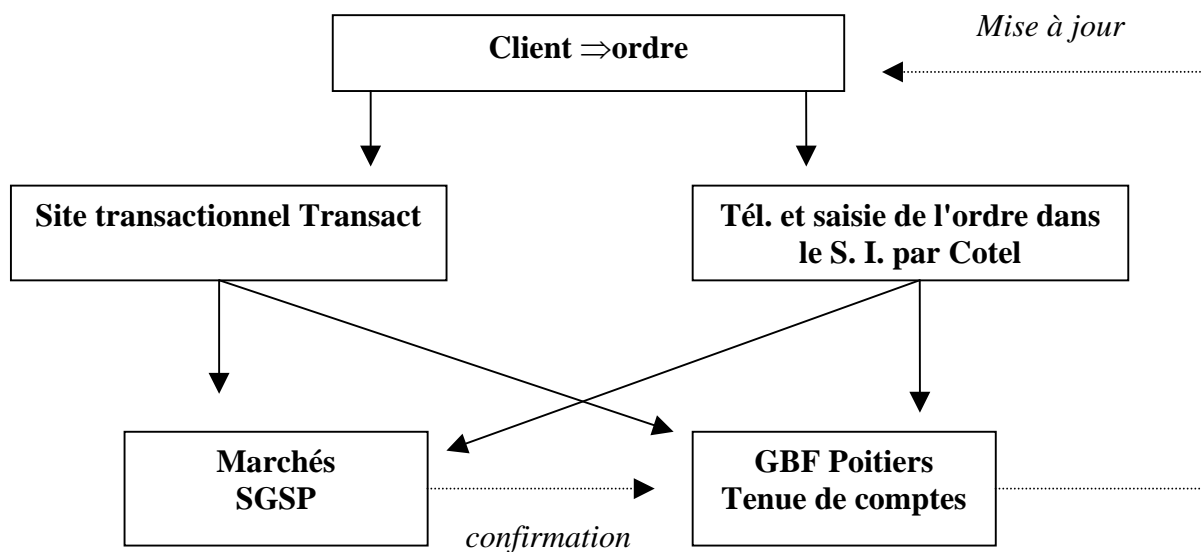 Mise à jour
Client ⇒ordre
Site transactionnel Transact
Tél. et saisie de l'ordre dans
le S. I. par Cotel
Marchés
SGSP
GBF Poitiers
Tenue de comptes
confirmation